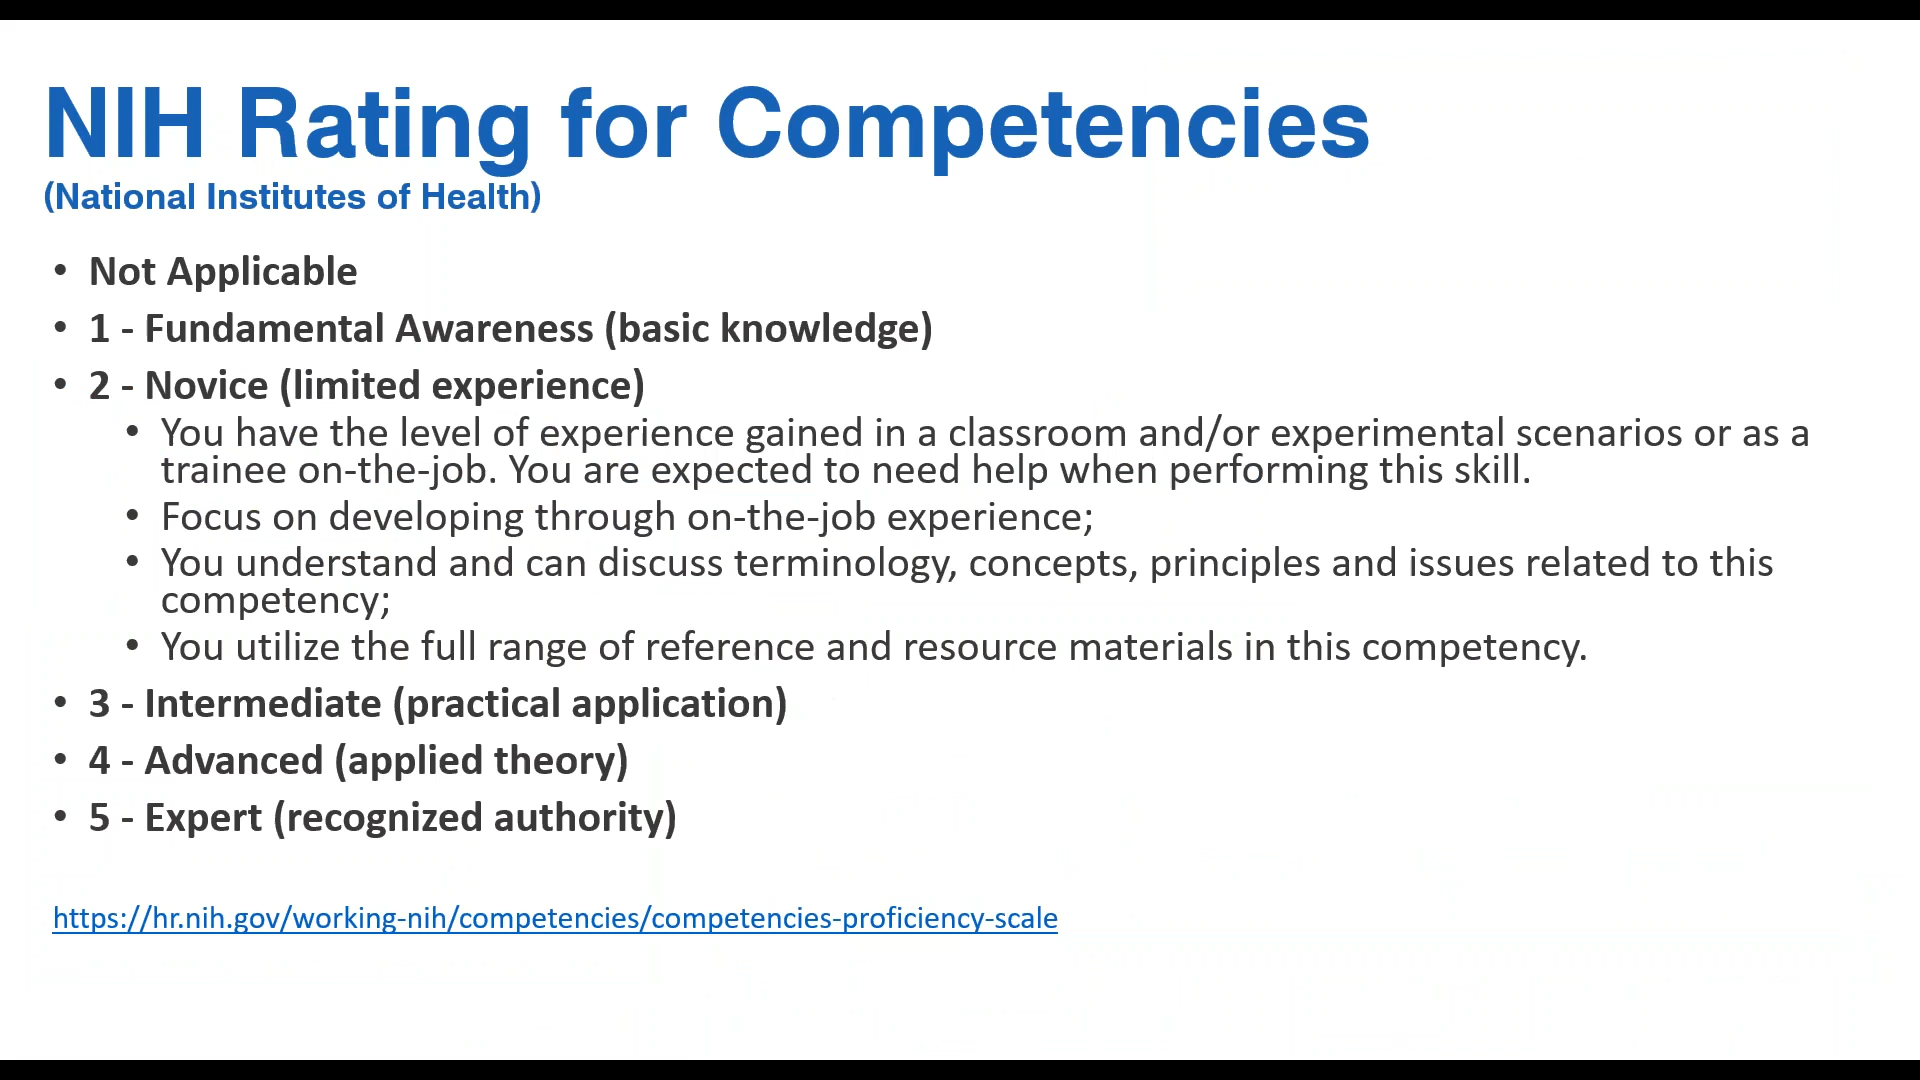 NIH Rating for Competencies
(National Institutes of Health)
• Not Applicable
• 1 - Fundamental Awareness (basic knowledge)
• 2 - Novice (limited experience)
• You have the level of experience gained in a classroom and/or experimental scenarios or as a
trainee on-the-job. You are expected to need help when performing this skill.
• Focus on developing through on-the-job experience;
• You understand and can discuss terminology, concepts, principles and issues related to this
competency;
• You utilize the full range of reference and resource materials in this competency.
• 3 - Intermediate (practical application)
• 4 - Advanced (applied theory)
• 5 - Expert (recognized authority)
https://hr.nih.gov/working-nih/competencies/competencies-proficiency-scale